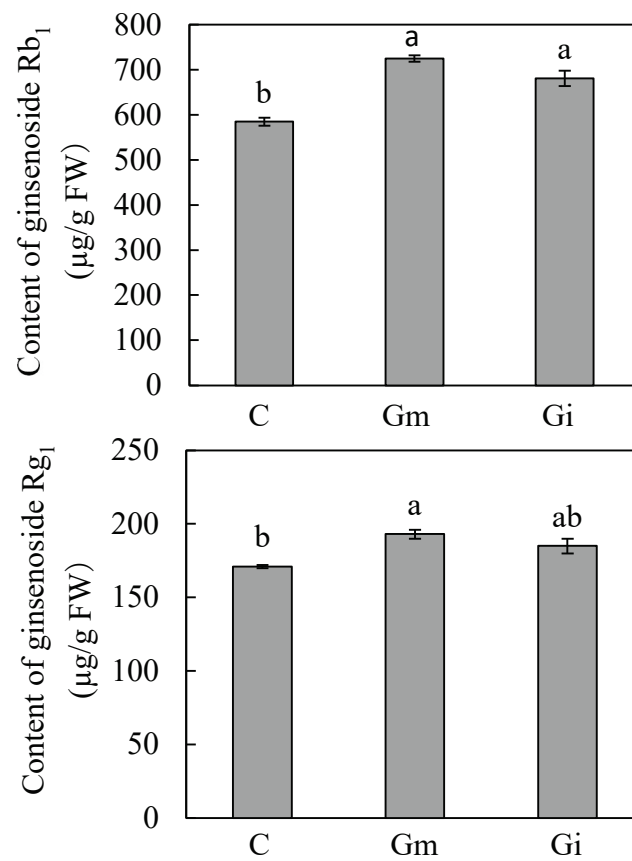 Content of ginsenoside Rb₁
(μg/g FW)
800
700
600
500
400
300
200
100
0
b
a
a
C
Gm
Gi
Content of ginsenoside Rg₁
(μg/g FW)
250
200
150
100
50
0
b
a
ab
C
Gm
Gi